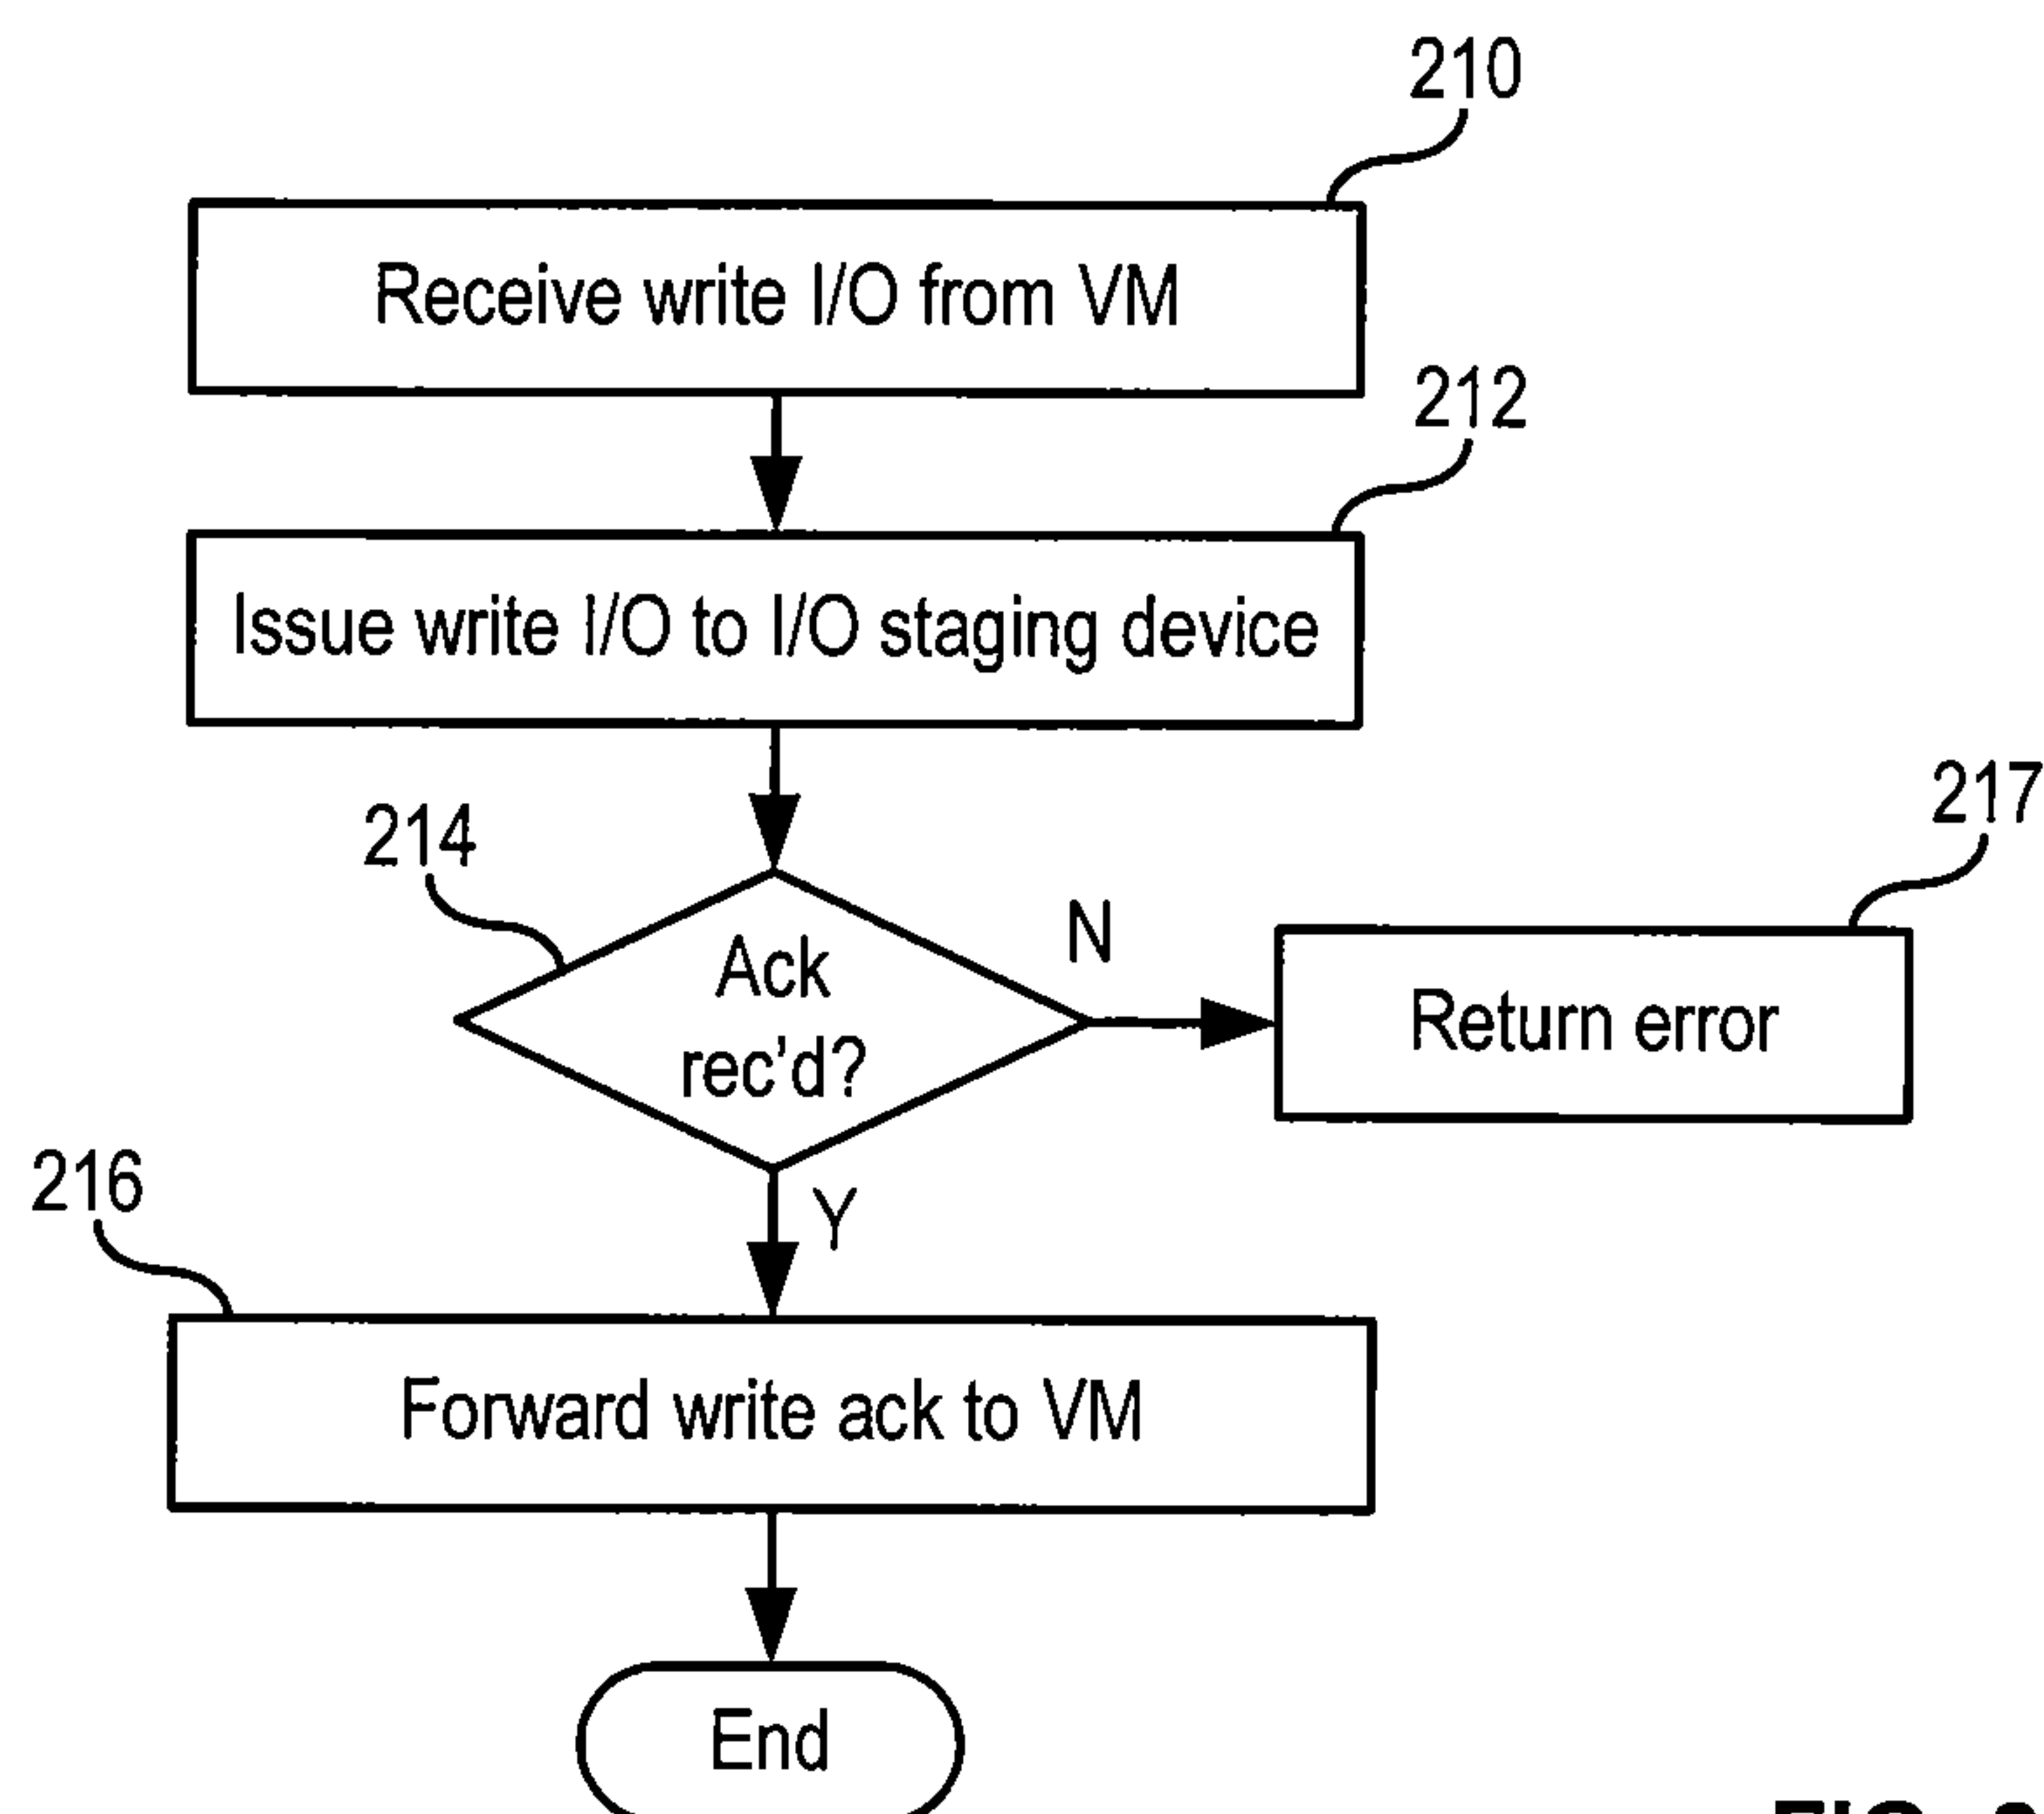 210
Receive write I/O from VM
212
Issue write I/O to I/O staging device
217
214
N
Ack
rec'd?
Return error
216
Y
Forward write ack to VM
End